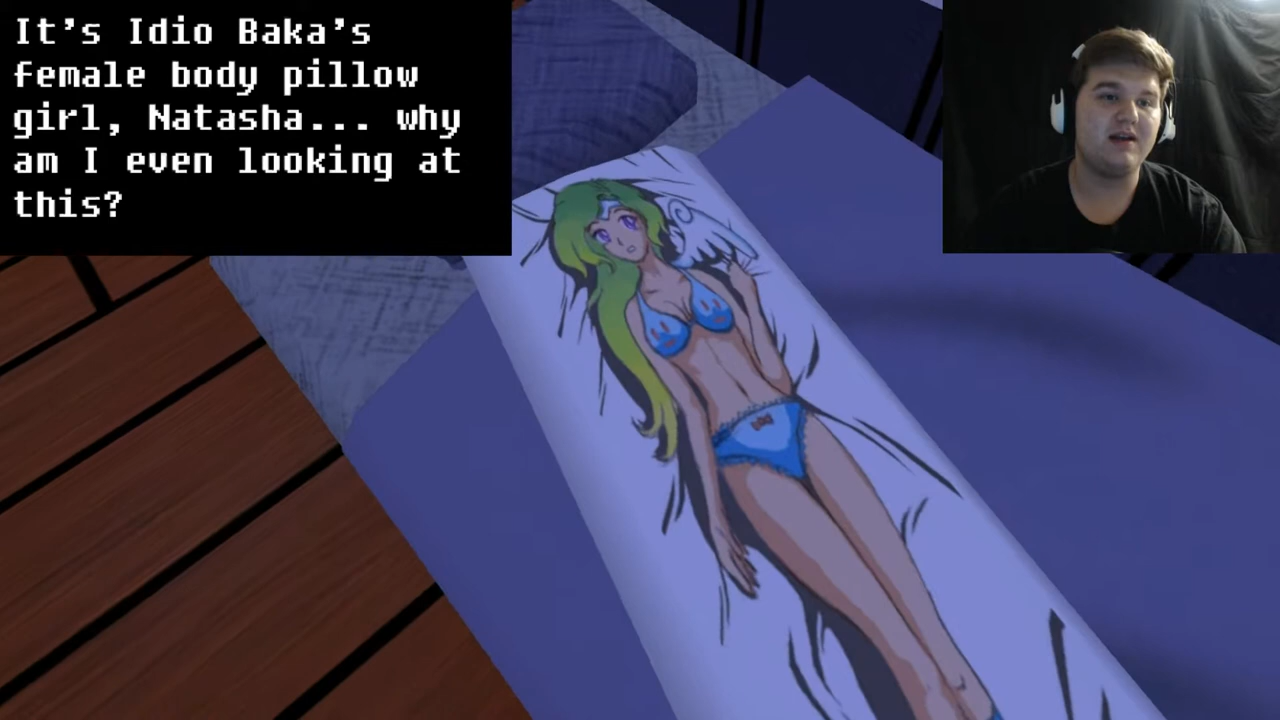 It's Idio Baka's
female body pillow
girl, Natasha... why
am I even looking at
this?